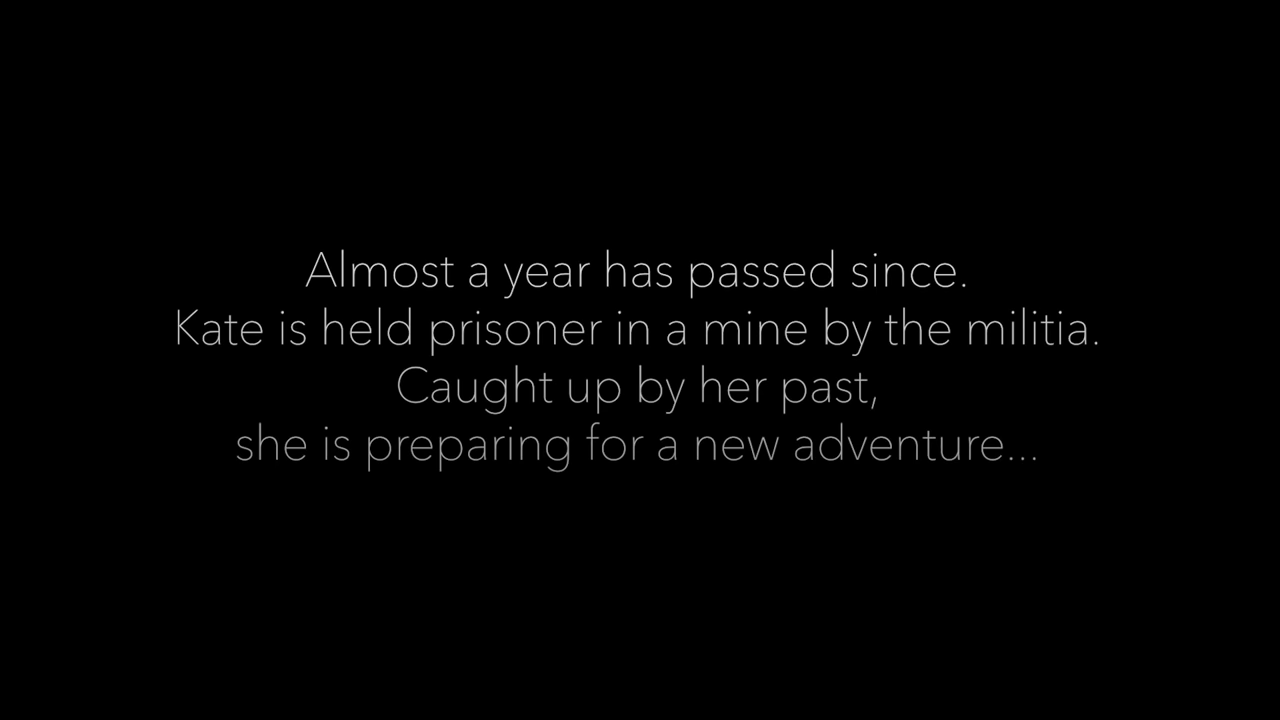 Almost a year has passed since.
Kate is held prisoner in a mine by the militia.
Caught up by her past,
she is preparing for a new adventure...